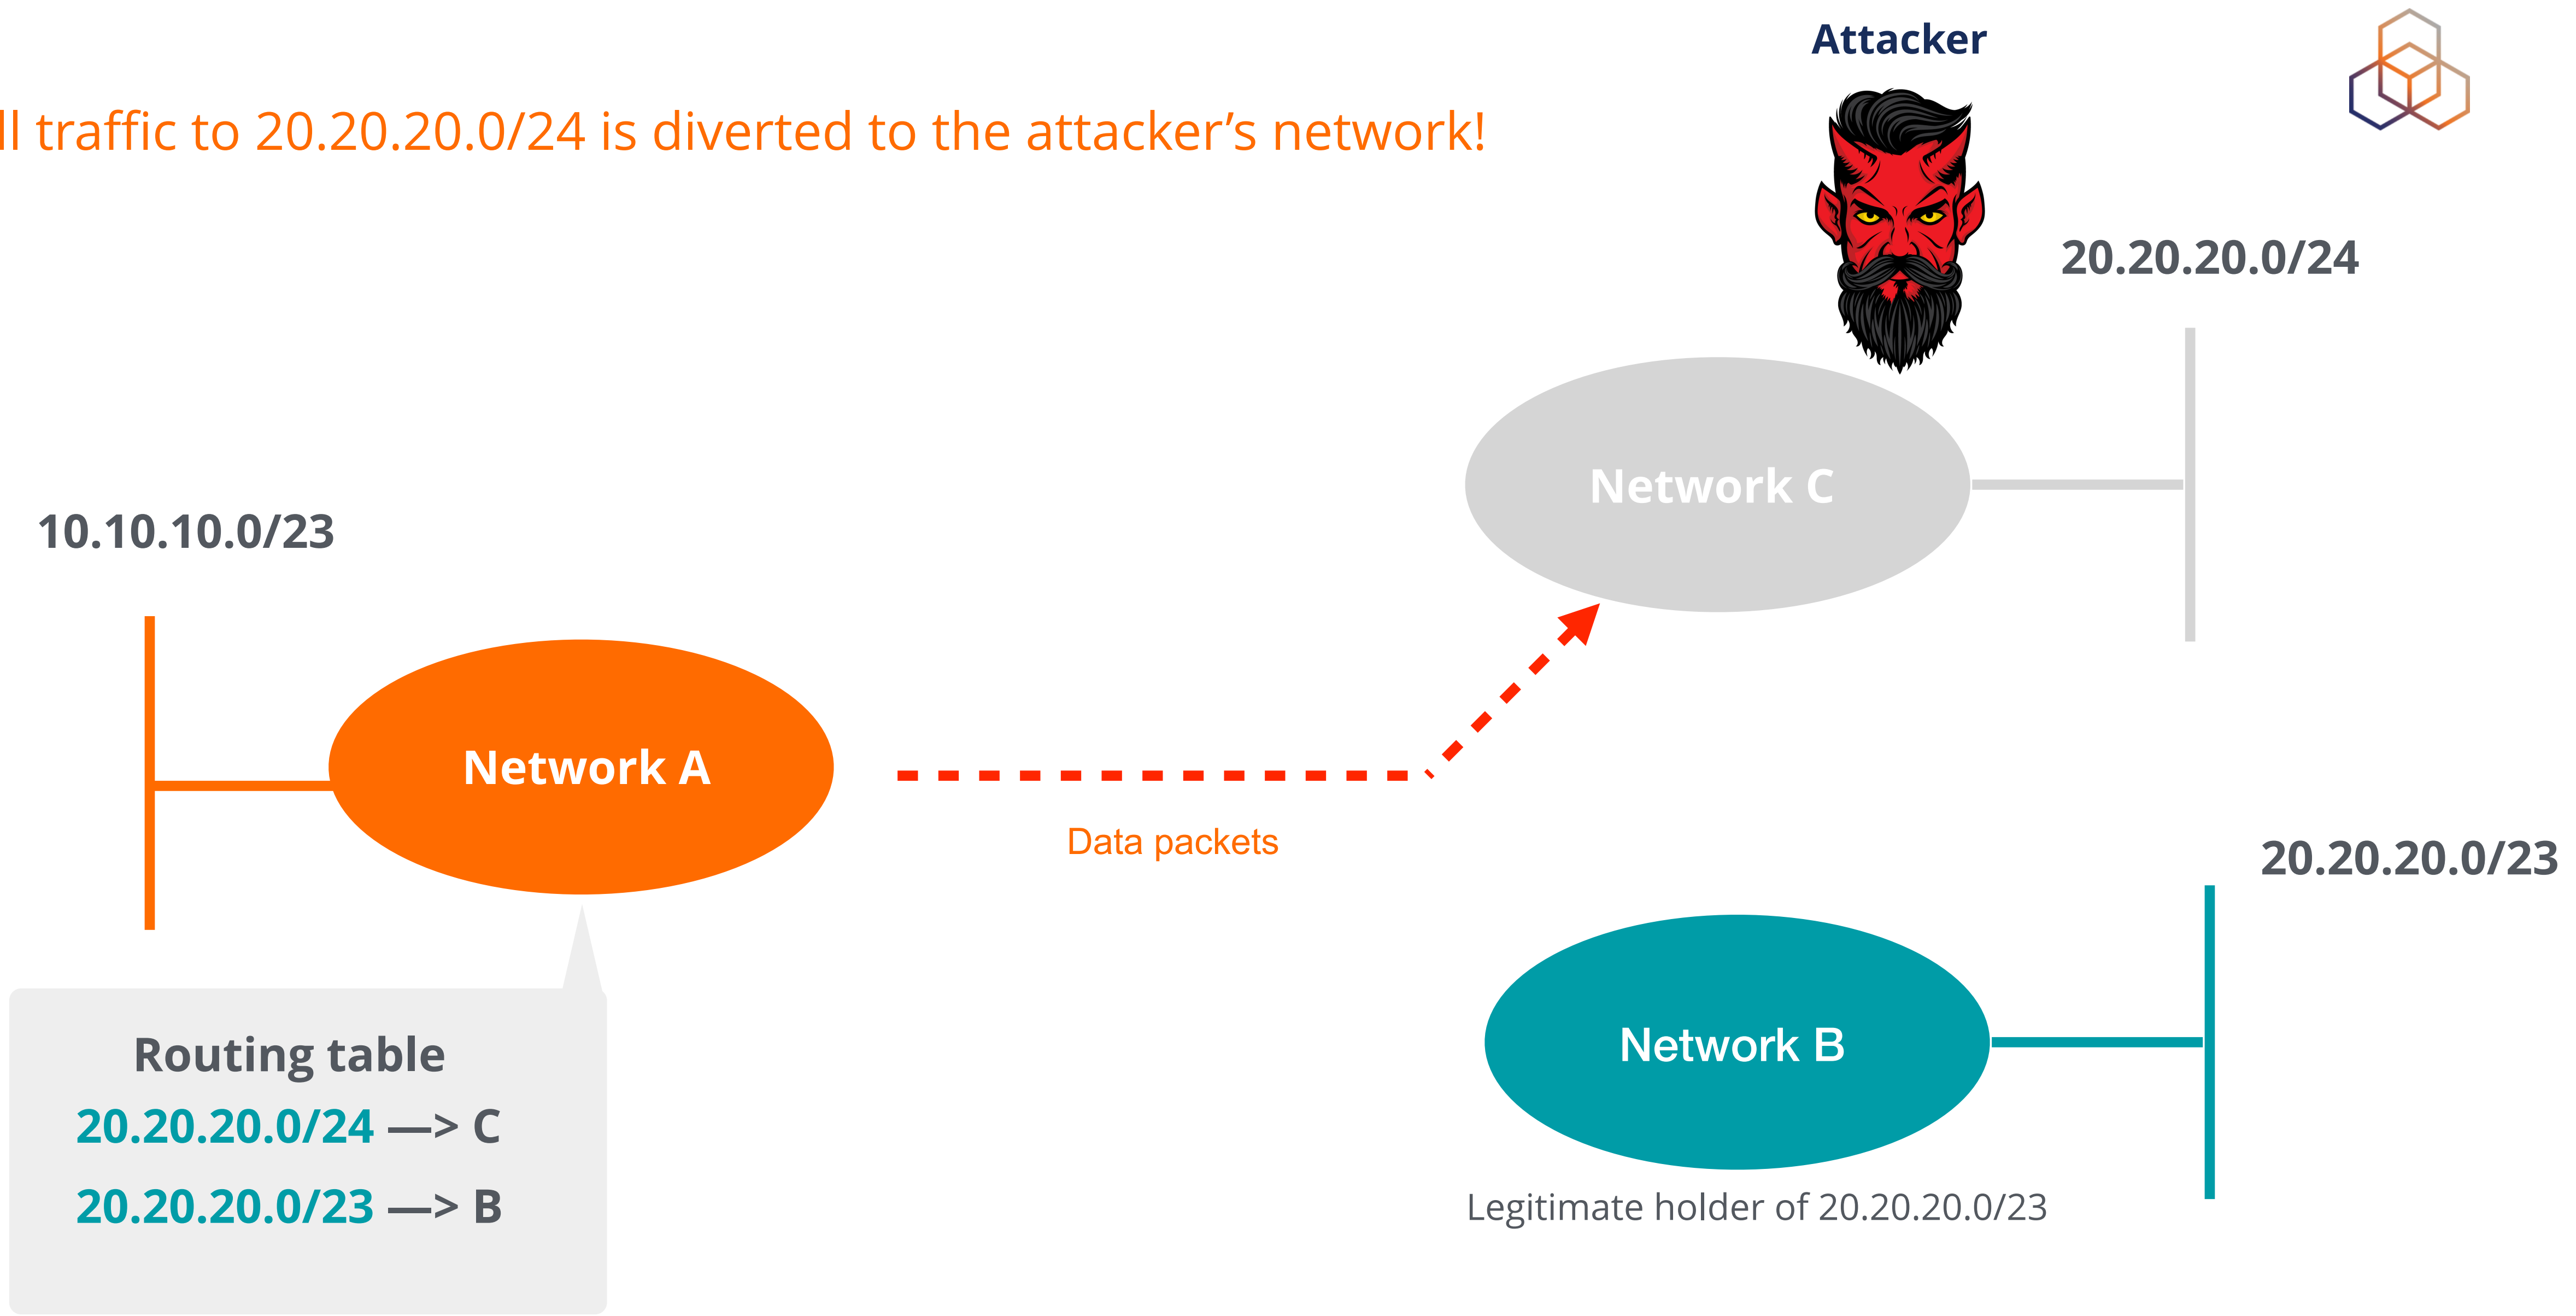 Attacker
ll traffic to 20.20.20.0/24 is diverted to the attacker’s network!
20.20.20.0/24
Network C
10.10.10.0/23
Network A
Data packets
20.20.20.0/23
Network B
Legitimate holder of 20.20.20.0/23
Routing table
20.20.20.0/24 —> C
20.20.20.0/23 —> B